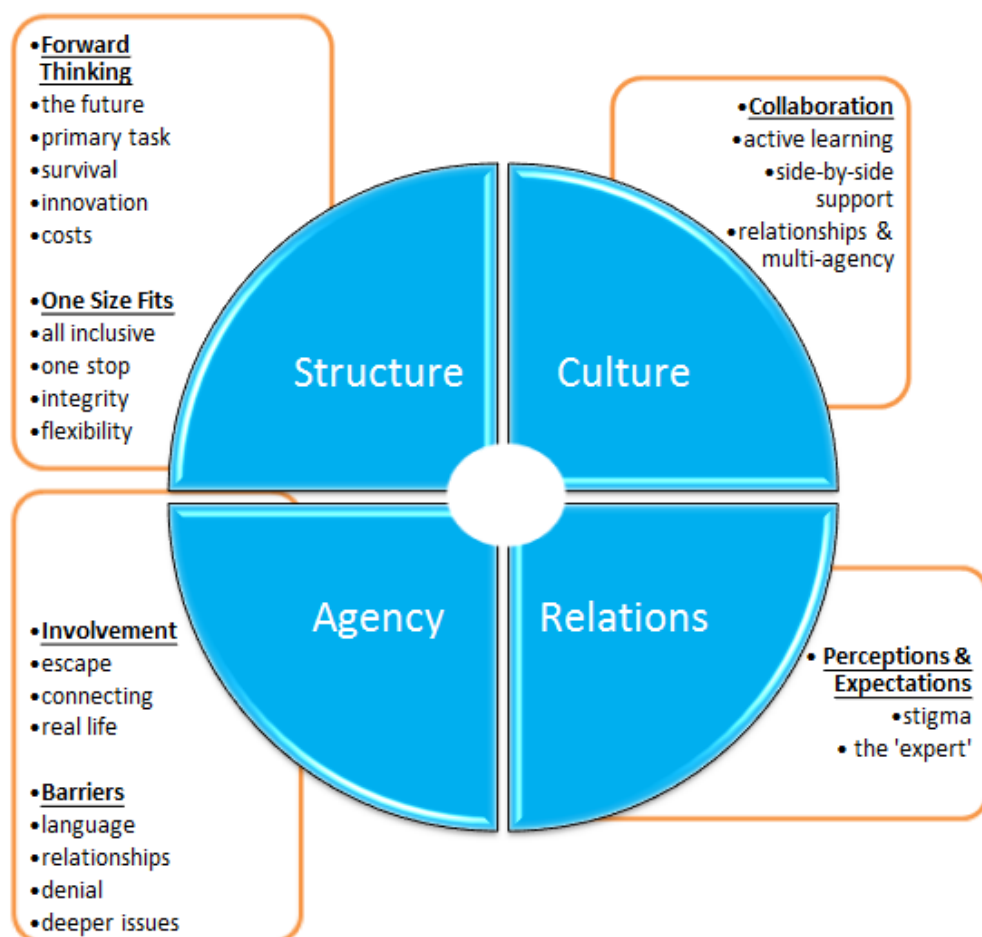 •Forward
Thinking
•the future
•primary task
•survival
•innovation
•costs
•One Size Fits
•all inclusive
•one stop
•integrity
•flexibility
•Collaboration
•active learning
•side-by-side
support
•relationships &
multi-agency
Structure
Culture
Agency
Relations
•Involvement
•escape
•connecting
•real life
•Barriers
•language
•relationships
•denial
•deeper issues
• Perceptions &
Expectations
•stigma
• the 'expert'